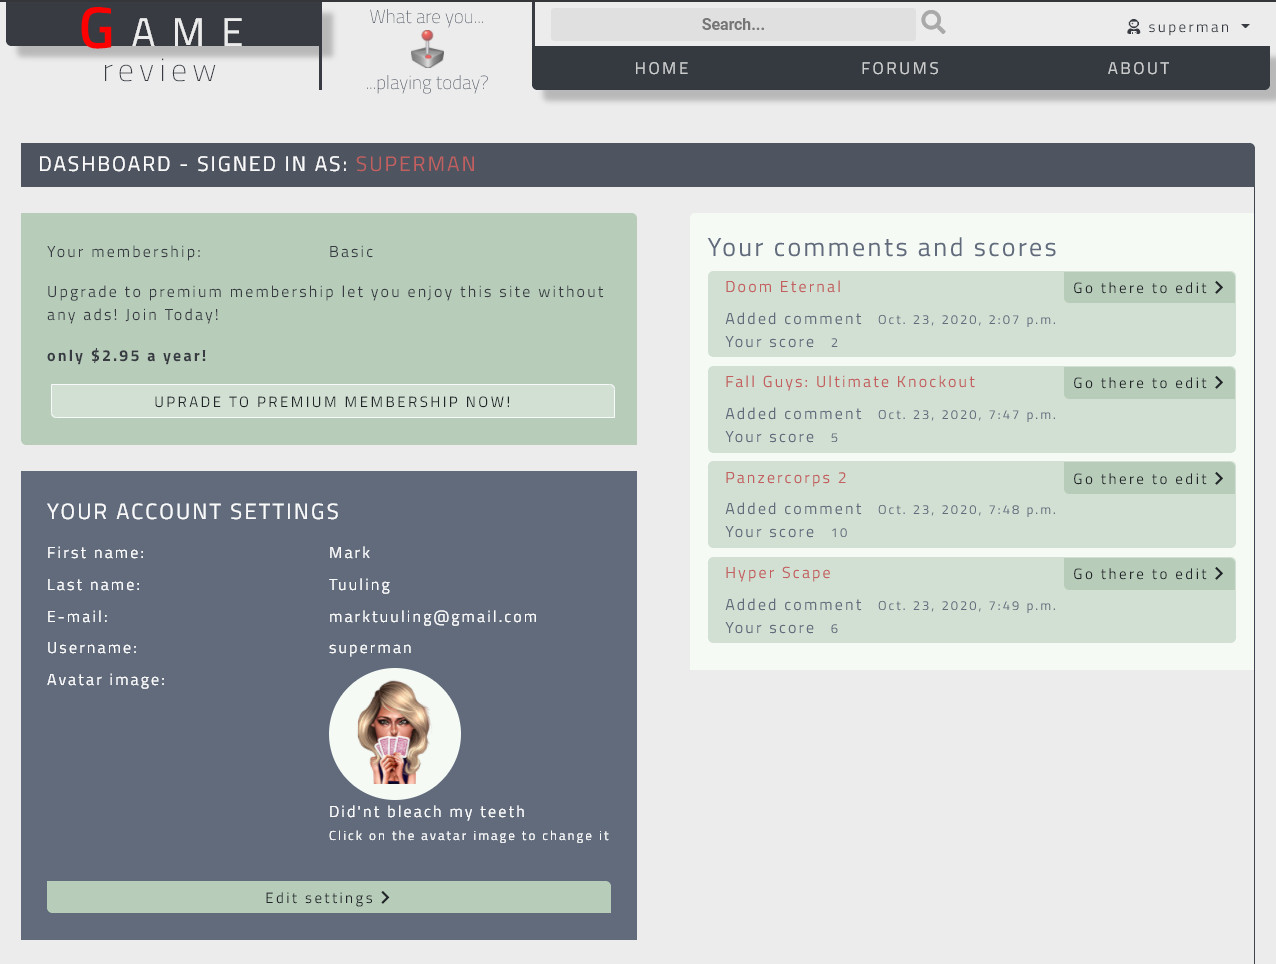 GAME
review
What are you...
...playing today?
Search...
superman
HOME
FORUMS
ABOUT
DASHBOARD - SIGNED IN AS: SUPERMAN
Your membership: Basic
Upgrade to premium membership let you enjoy this site without
any ads! Join Today!
only $2.95 a year!
UPRADE TO PREMIUM MEMBERSHIP NOW!
YOUR ACCOUNT SETTINGS
First name: Mark
Last name: Tuuling
E-mail: marktuuling@gmail.com
Username: superman
Avatar image:
Did'nt bleach my teeth
Click on the avatar image to change it
Edit settings
Your comments and scores
Doom Eternal
Go there to edit
Added comment Oct. 23, 2020, 2:07 p.m.
Your score 2
Fall Guys: Ultimate Knockout
Go there to edit
Added comment Oct. 23, 2020, 7:47 p.m.
Your score 5
Panzercorps 2
Go there to edit
Added comment Oct. 23, 2020, 7:48 p.m.
Your score 10
Hyper Scape
Go there to edit
Added comment Oct. 23, 2020, 7:49 p.m.
Your score 6